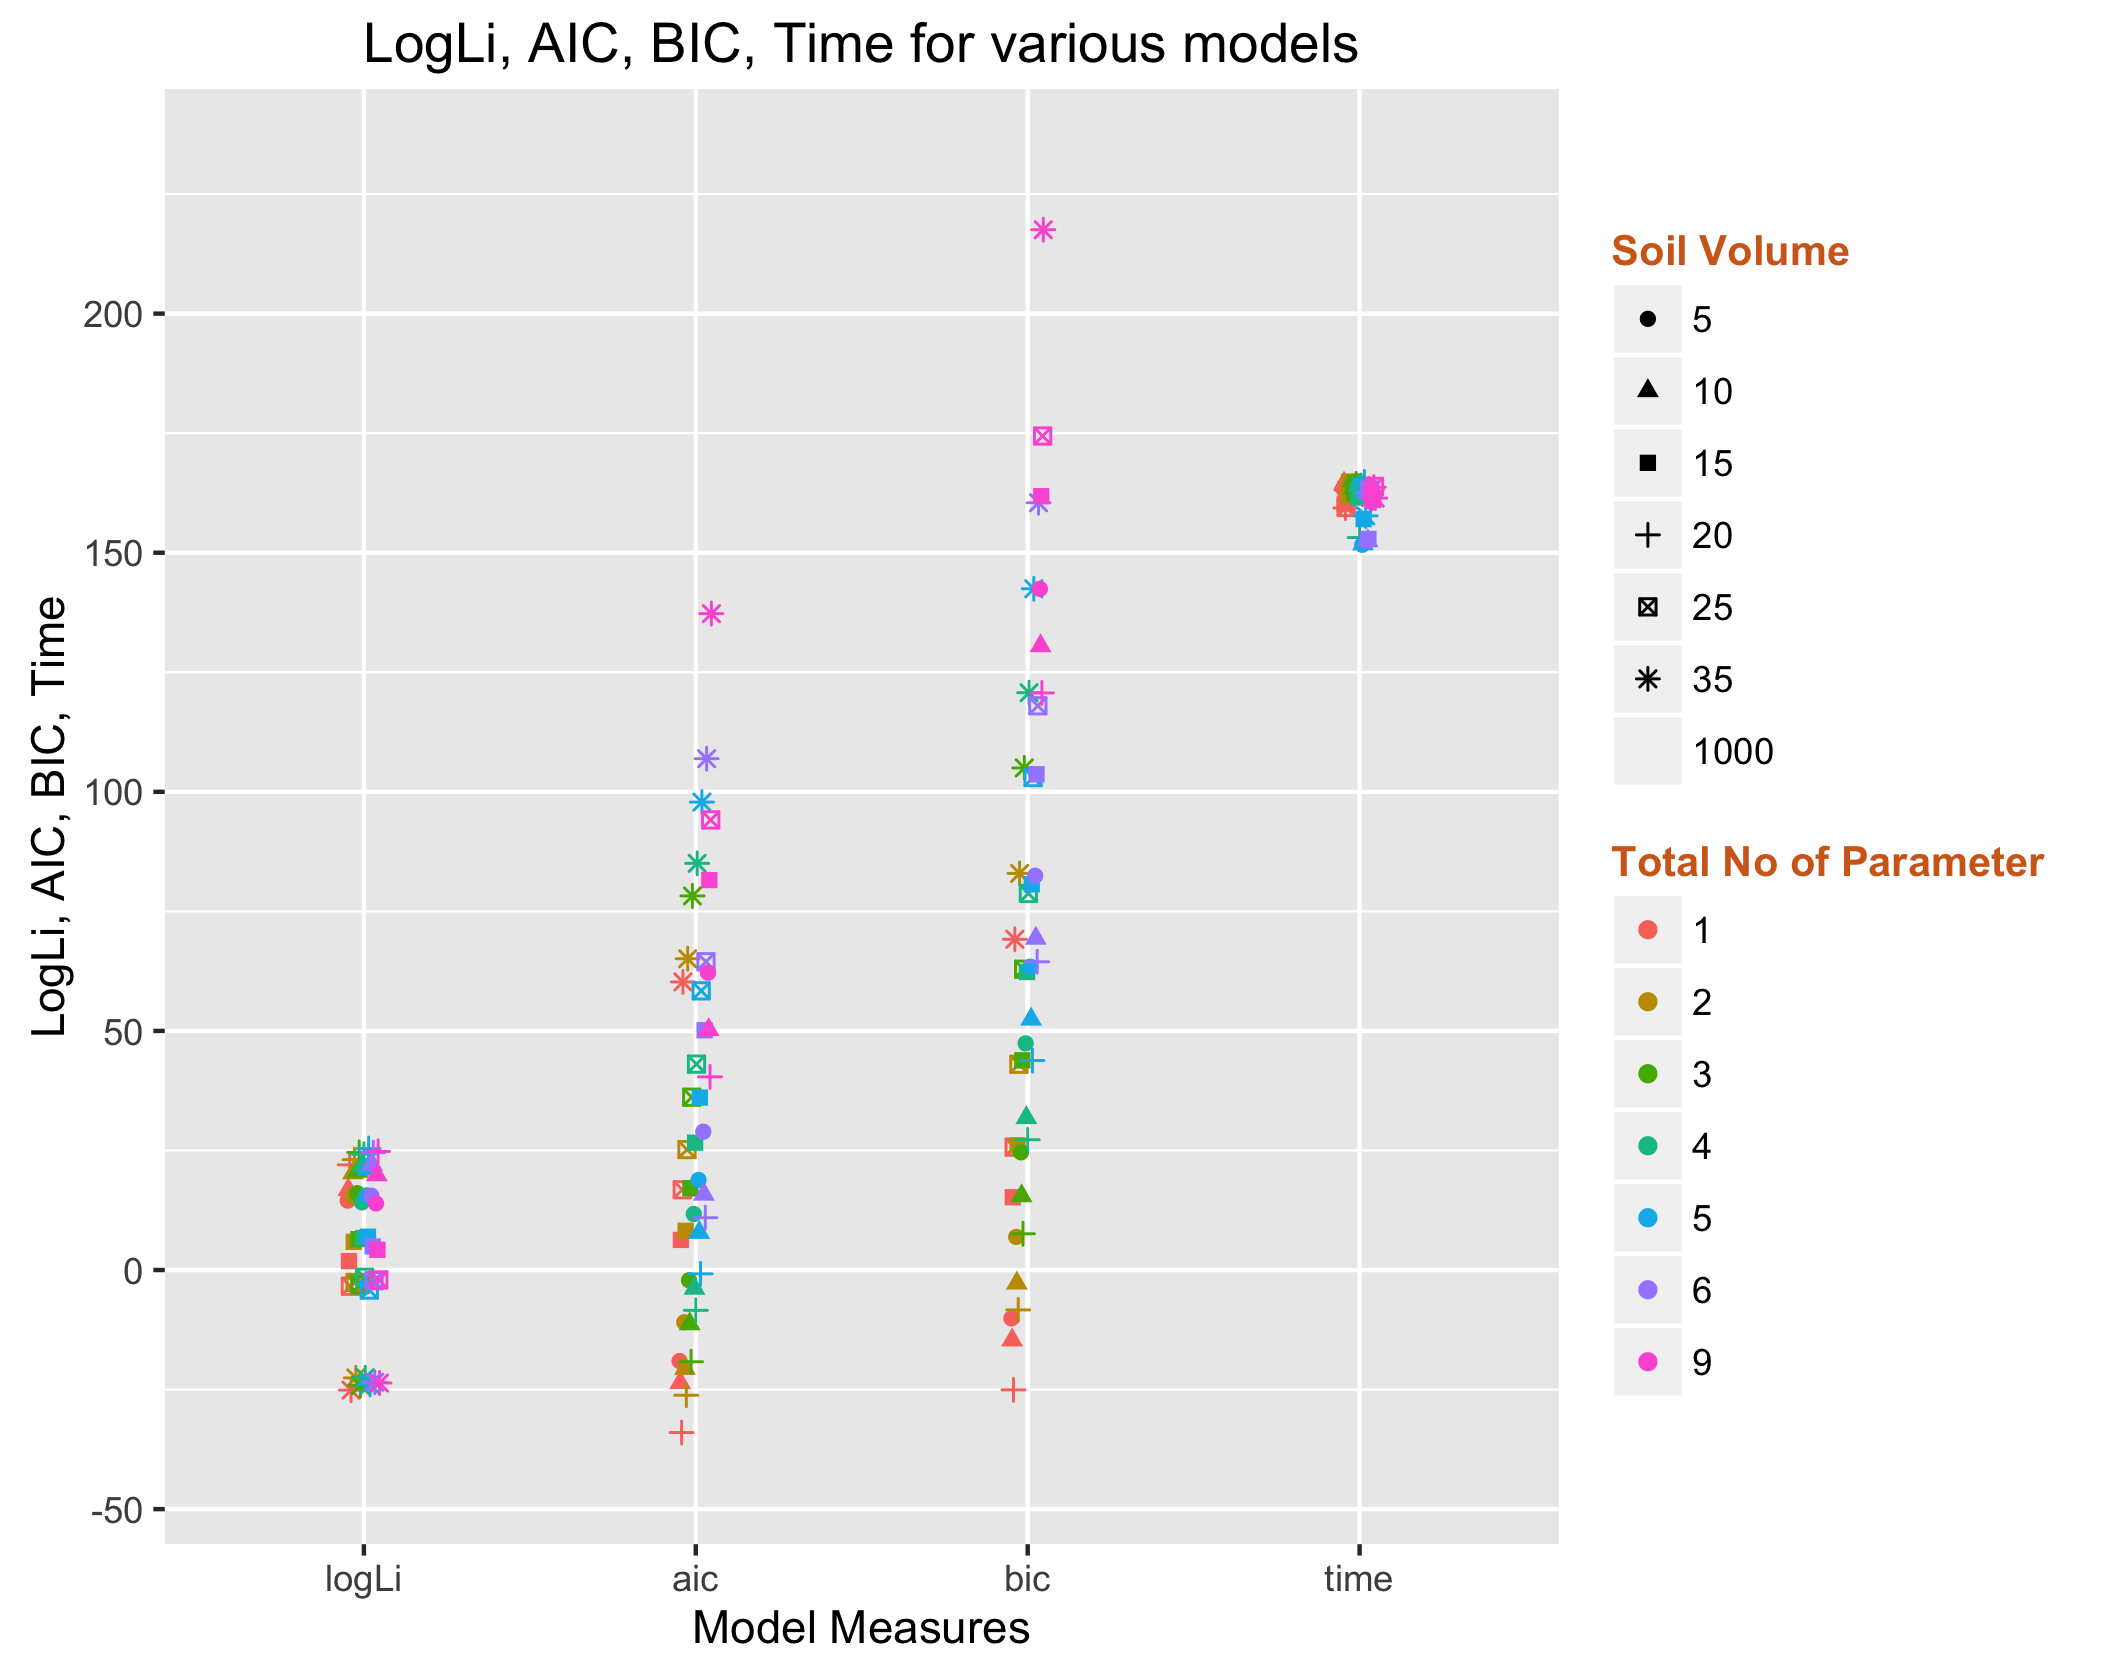 LogLi, AIC, BIC, Time for various models
LogLi, AIC, BIC, Time
200
150
100
50
0
-50
logLi
aic
bic
time
Model Measures
Soil Volume
5
10
15
20
25
35
1000
Total No of Parameter
1
2
3
4
5
6
9